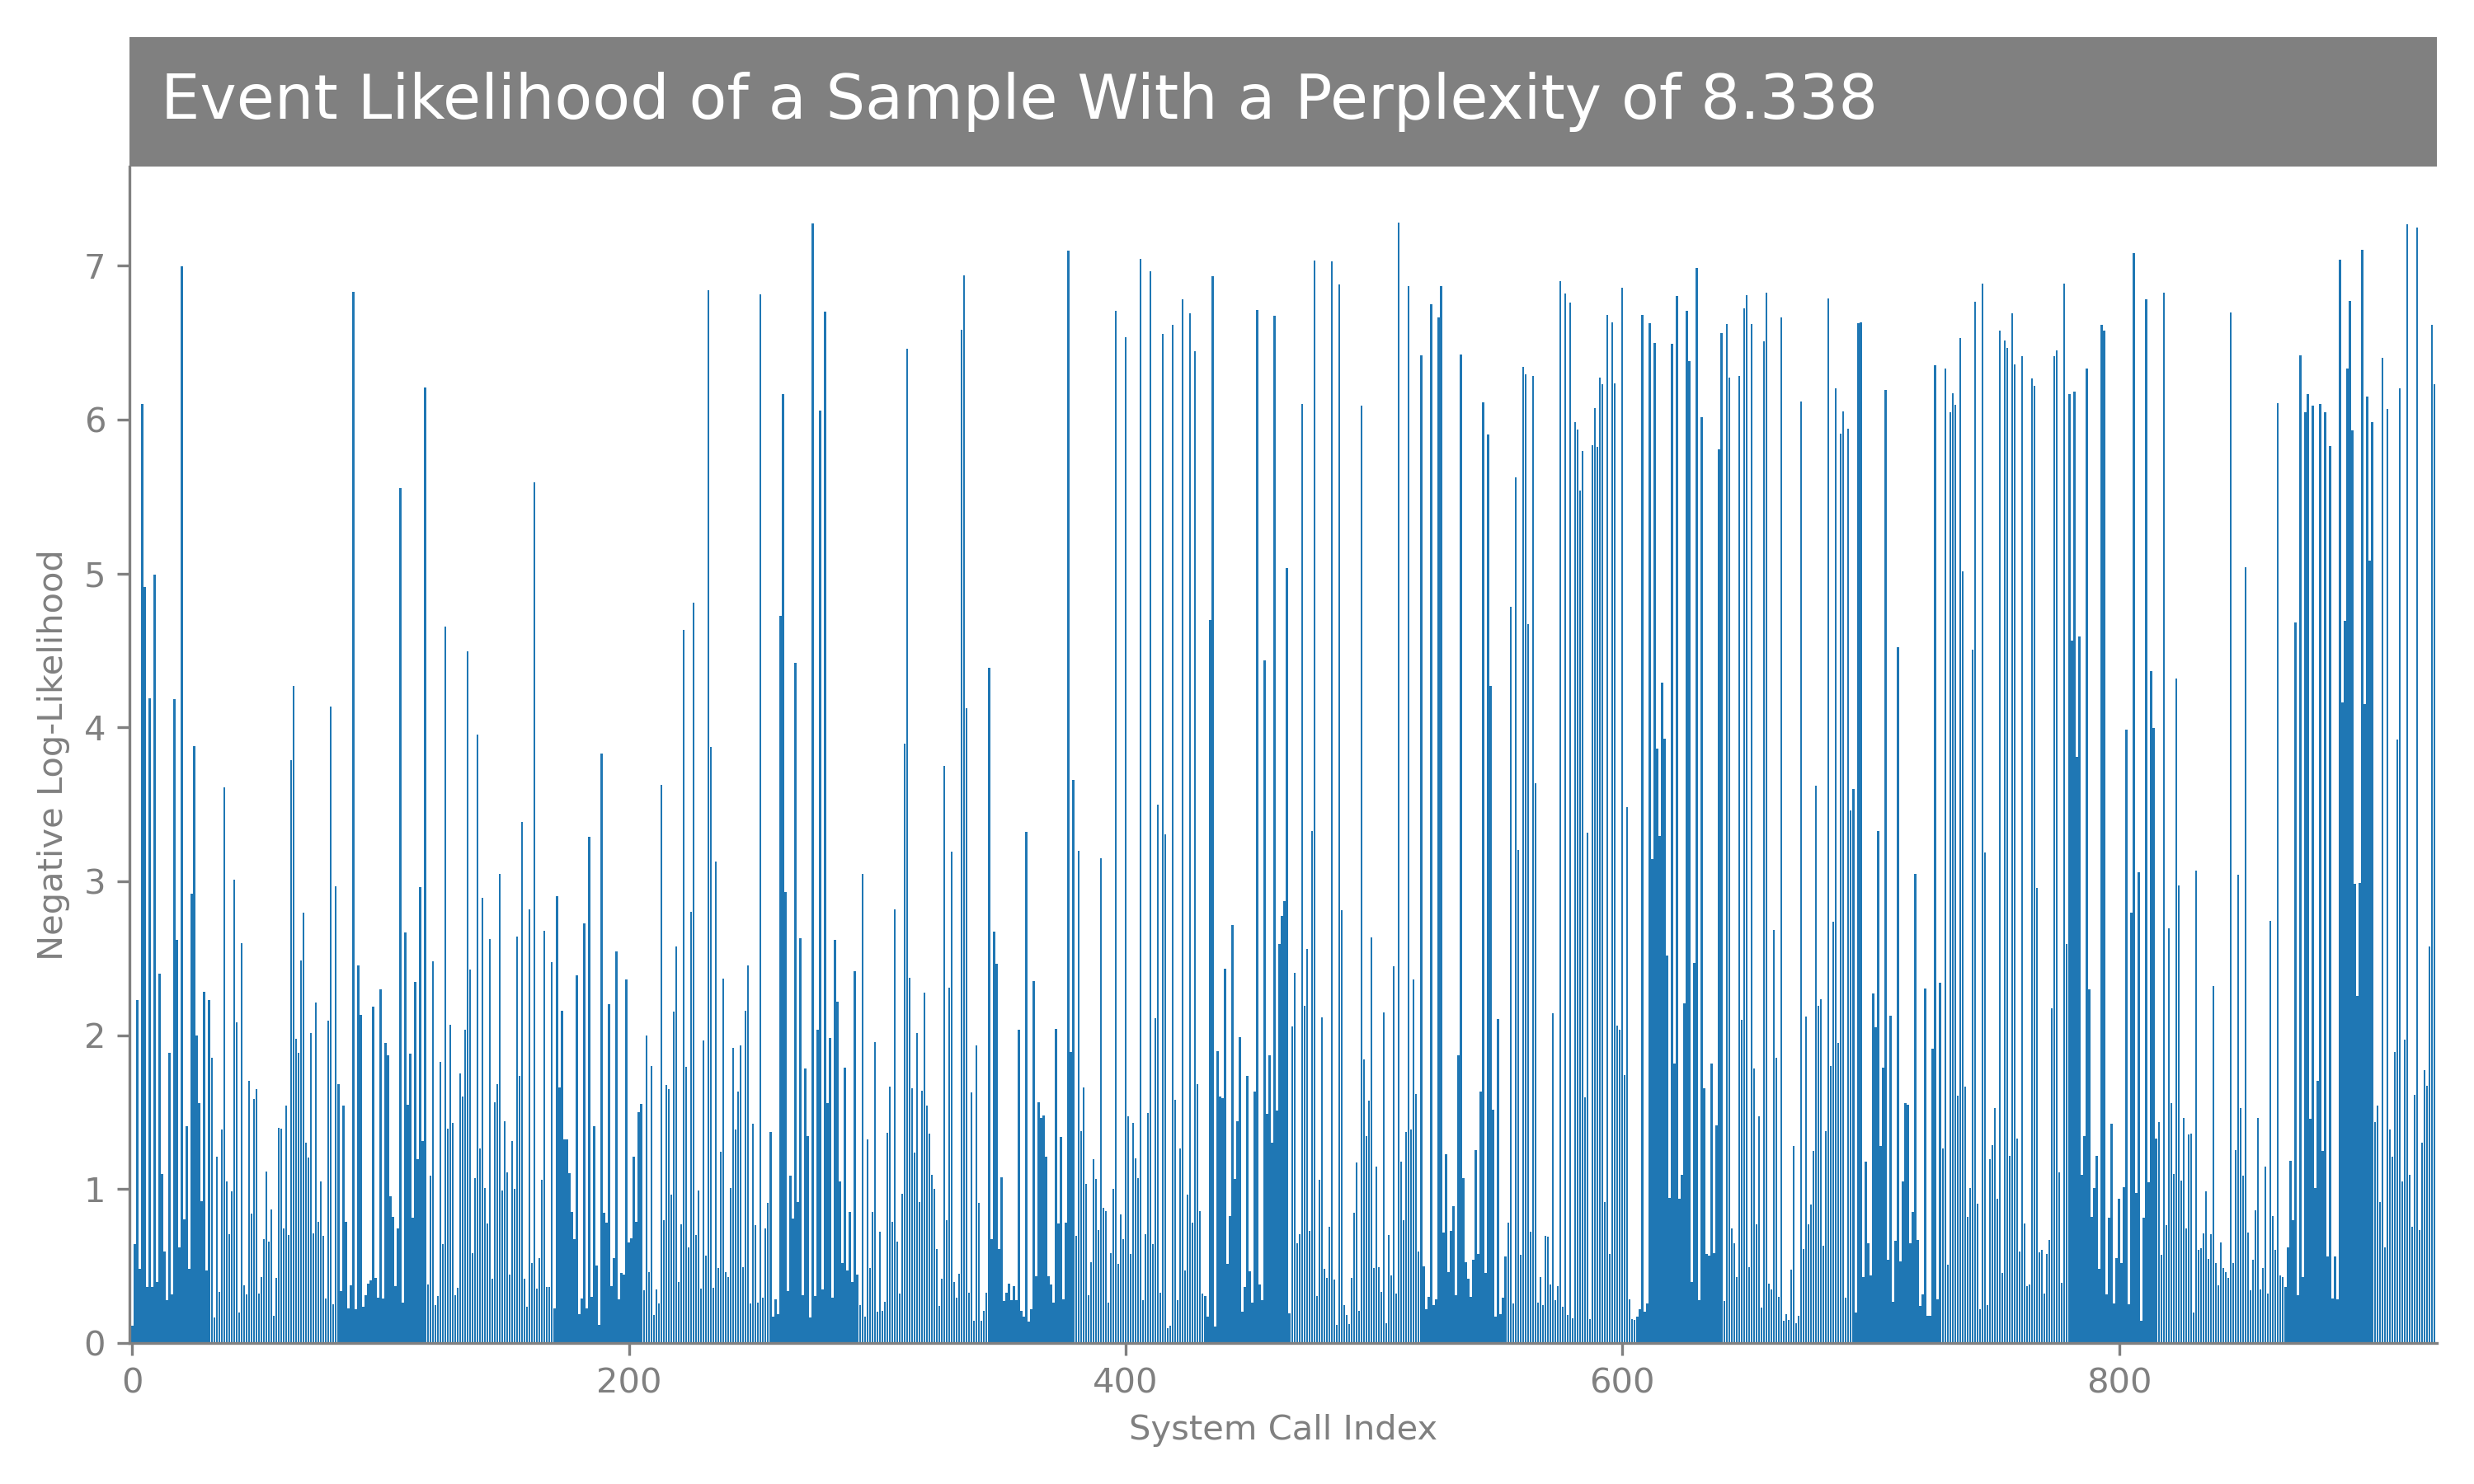 Event Likelihood of a Sample With a Perplexity of 8.338
Negative Log-Likelihood
7
6
5
4
3
2
1
0
0 200 400 600 800
System Call Index